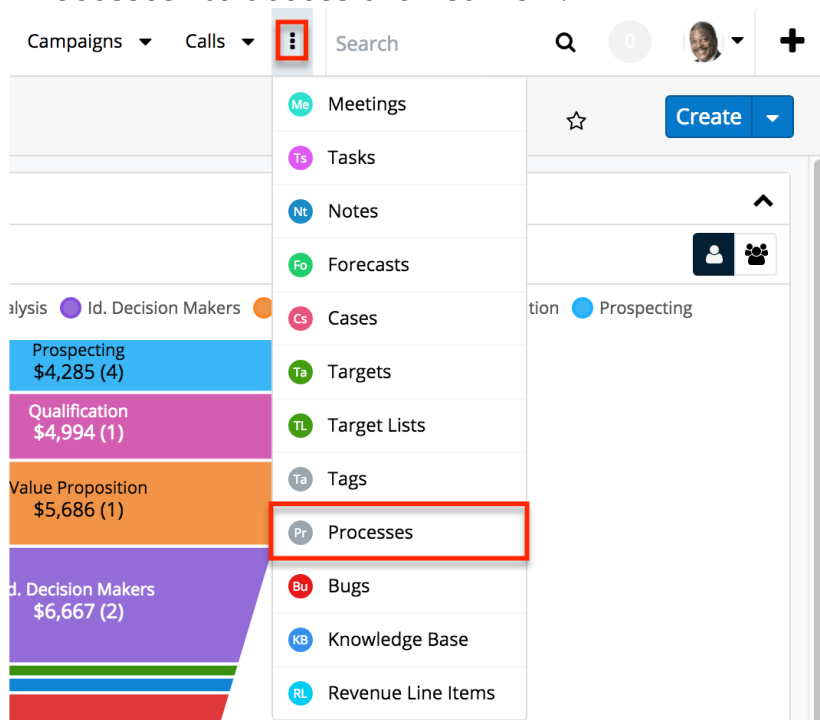 Campaigns Calls Search 0
Me Meetings
Create
Ts Tasks
Nt Notes
Fo Forecasts
alysis Id. Decision Makers tion Prospecting
Cs Cases
Prospecting
$4,285 (4)
Ta Targets
Qualification
$4,994 (1)
TL Target Lists
Ta Tags
Value Proposition
$5,686 (1)
Pr Processes
Bu Bugs
d. Decision Makers
$6,667 (2)
KB Knowledge Base
RL Revenue Line Items